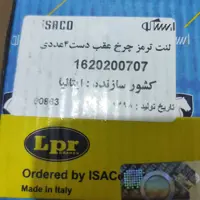 ISACO
لنت ترمز چرخ عقب دست۴عددی
1620200707
کشور سازنده : ایتالیا
تاریخ تولید :
Lpr
Ordered by ISACO
Made in Italy